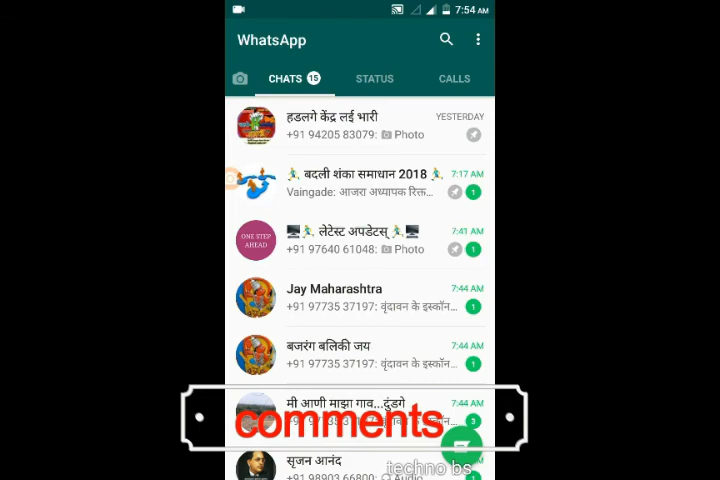 7:54 AM
WhatsApp
CHATS 15
STATUS
CALLS
हडलगे केंद्र लई भारी
YESTERDAY
+91 94205 83079: Photo
बदली शंका समाधान 2018
7:17 AM
Vaingade: आजरा अध्यापक रिक्त...
1
ONE STEP AHEAD
लेटेस्ट अपडेटस्
7:41 AM
+91 97640 61048: Photo
1
Jay Maharashtra
7:44 AM
+91 97735 37197: वृंदावन के इस्कॉन...
1
बजरंग बलिकी जय
7:44 AM
+91 97735 37197: वृंदावन के इस्कॉन...
1
मी आणी माझा गाव...दुंडगे
7:44 AM
3
comments
सृजन आनंद
techno bs
+91 98903 66800: Audio
1